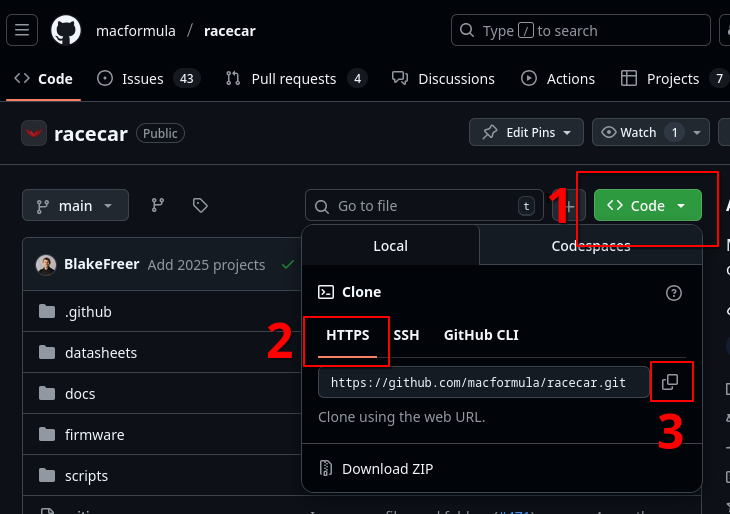 macformula / racecar
Type / to search
Code
Issues 43
Pull requests 4
Discussions
Actions
Projects 7
racecar Public
Edit Pins
Watch 1
main
Go to file t
1
Code
Local
Codespaces
BlakeFreer Add 2025 projects
Clone
.github
2
HTTPS
SSH
GitHub CLI
datasheets
https://github.com/macformula/racecar.git
docs
Clone using the web URL.
3
firmware
Download ZIP
scripts